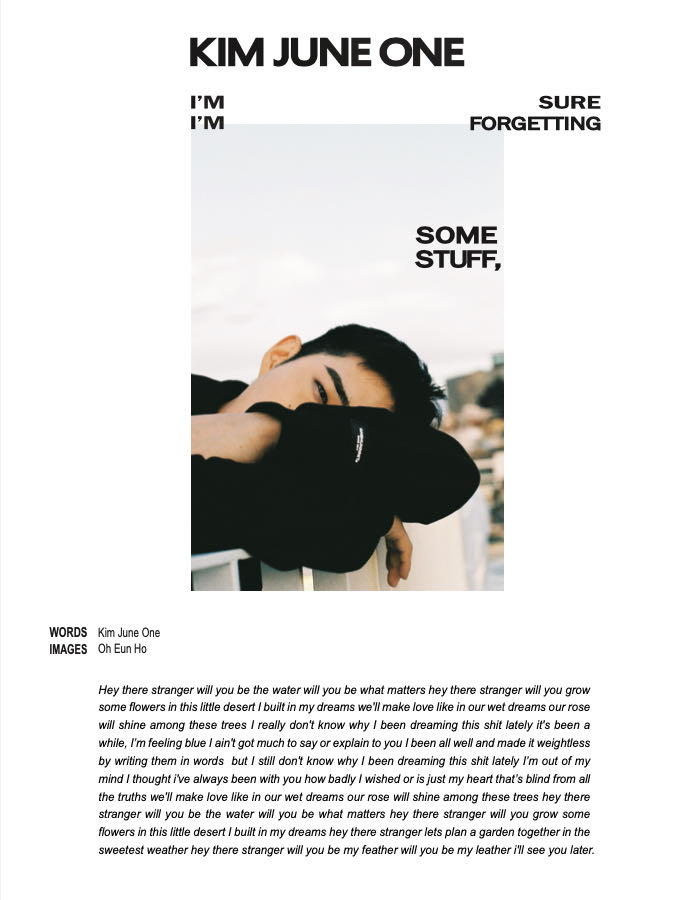 KIM JUNE ONE
I'M SURE
I'M FORGETTING
SOME
STUFF,
WORDS Kim June One
IMAGES Oh Eun Ho
Hey there stranger will you be the water will you be what matters hey there stranger will you grow
some flowers in this little desert I built in my dreams we'll make love like in our wet dreams our rose
will shine among these trees I really don't know why I been dreaming this shit lately it's been a
while, I'm feeling blue I ain't got much to say or explain to you I been all well and made it weightless
by writing them in words  but I still don't know why I been dreaming this shit lately I'm out of my
mind I thought i've always been with you how badly I wished or is just my heart that's blind from all
the truths we'll make love like in our wet dreams our rose will shine among these trees hey there
stranger will you be the water will you be what matters hey there stranger will you grow some
flowers in this little desert I built in my dreams hey there stranger lets plan a garden together in the
sweetest weather hey there stranger will you be my feather will you be my leather i'll see you later.